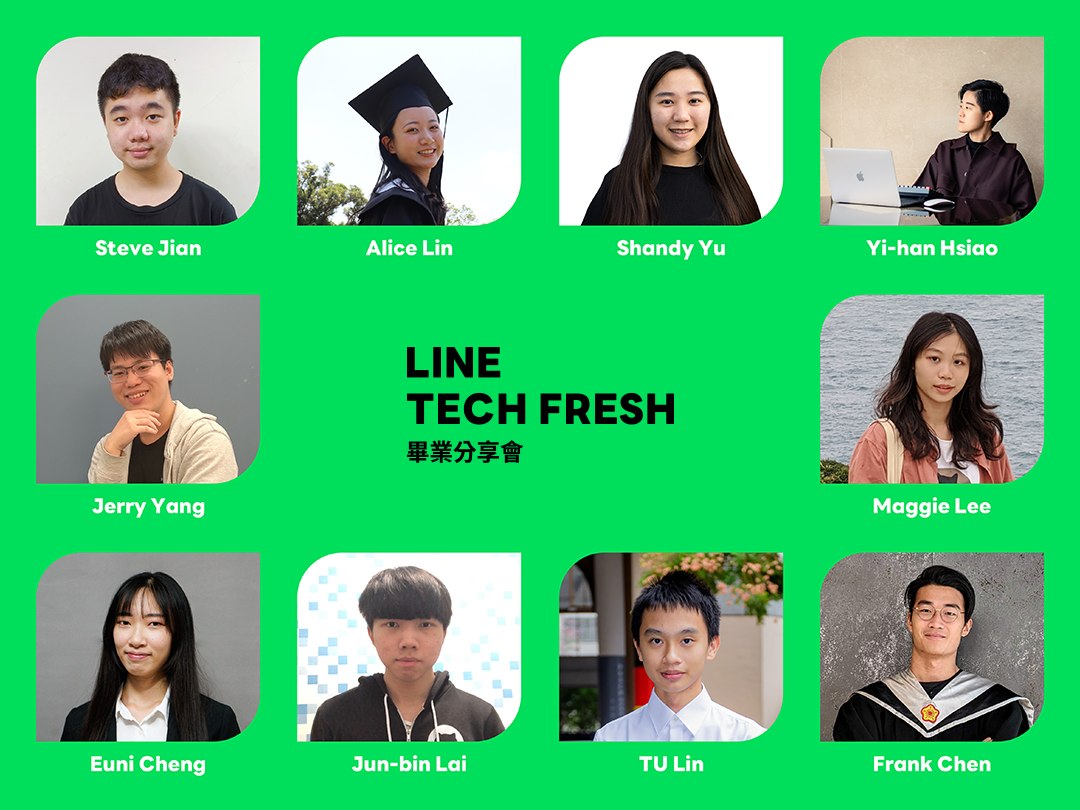 Steve Jian
Alice Lin
Shandy Yu
Yi-han Hsiao
LINE
TECH FRESH
畢業分享會
Jerry Yang
Maggie Lee
Euni Cheng
Jun-bin Lai
TU Lin
Frank Chen